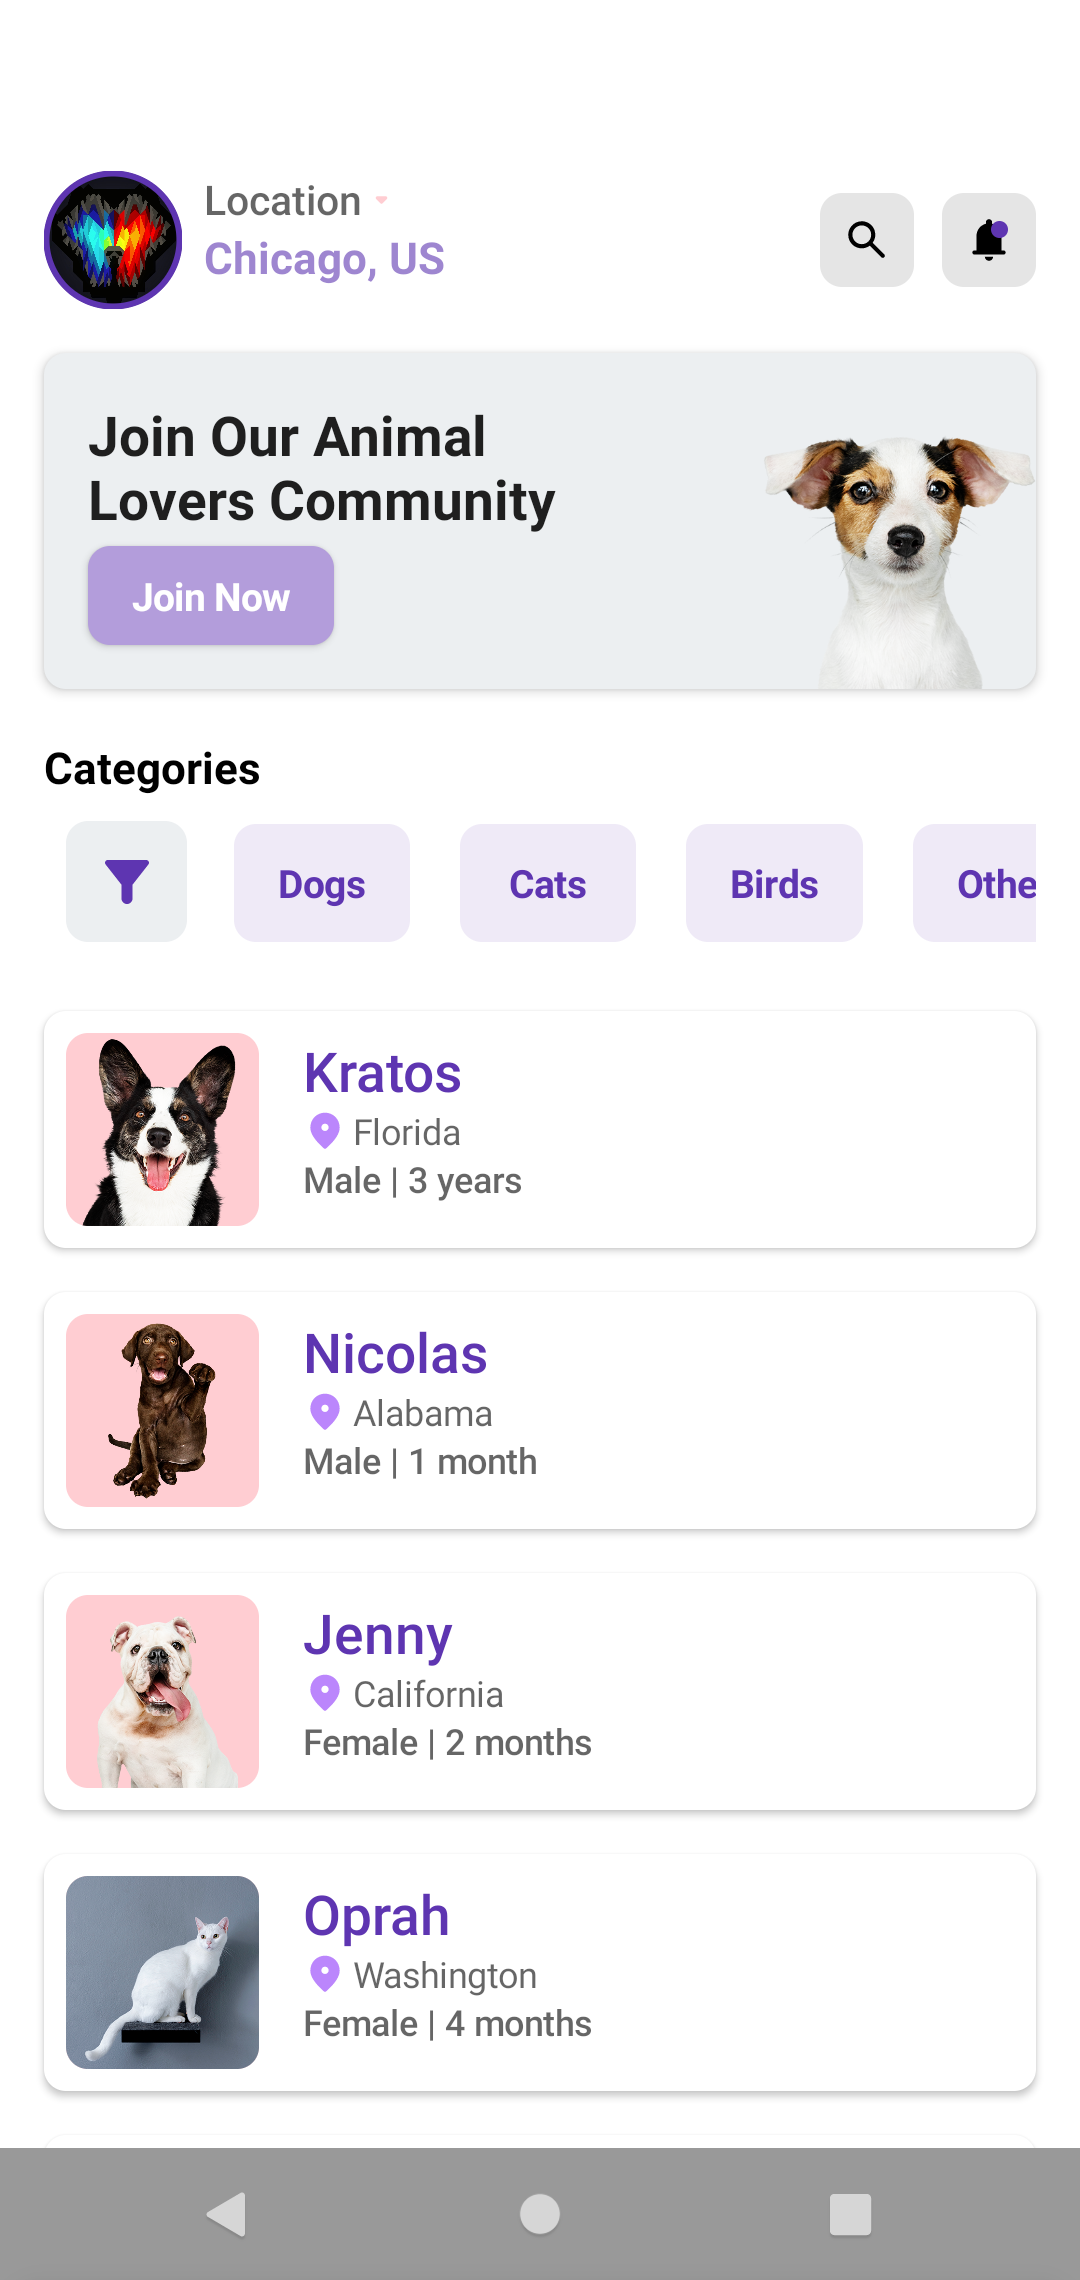 Location
Chicago, US
Join Our Animal
Lovers Community
Join Now
Categories
Dogs
Cats
Birds
Othe
Kratos
Florida
Male | 3 years
Nicolas
Alabama
Male | 1 month
Jenny
California
Female | 2 months
Oprah
Washington
Female | 4 months